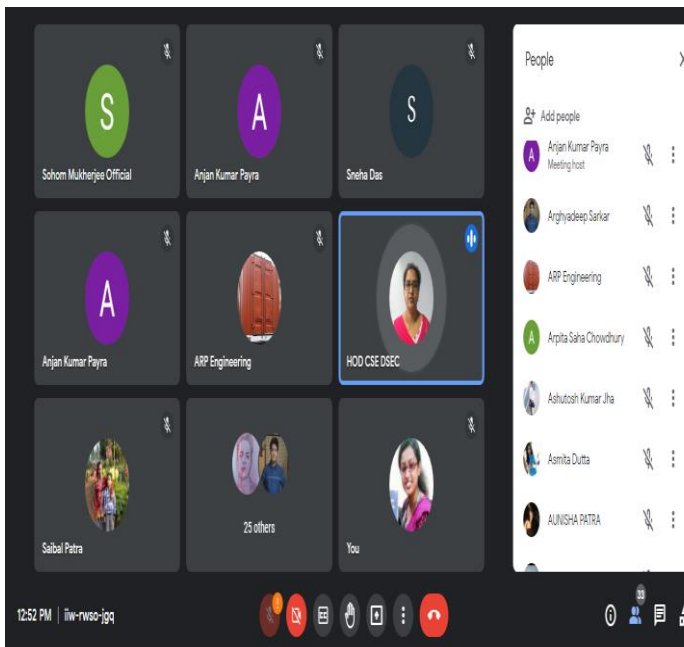 S
Sohom Mukherjee Official
A
Anjan Kumar Payra
S
Sneha Das
A
Anjan Kumar Payra
ARP Engineering
HOD CSE DSEC
Saibal Patra
25 others
You
People
Add people
A
Anjan Kumar Payra
Meeting host
Arghyadeep Sarkar
ARP Engineering
A
Arpita Saha Chowdhury
Ashutosh Kumar Jha
Asmita Dutta
AUNISHA PATRA
12:52 PM | iiw-rwso-jgq
!
CC
33